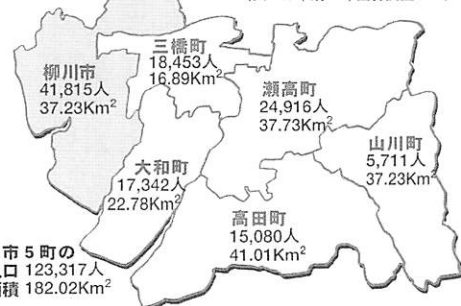 三橋町
18,453人
16.89Km²
柳川市
41,815人
37.23Km²
瀬高町
24,916人
37.73Km²
山川町
5,711人
37.23Km²
大和町
17,342人
22.78Km²
高田町
15,080人
41.01Km²
市5町の
口 123,317人
積 182.02Km²